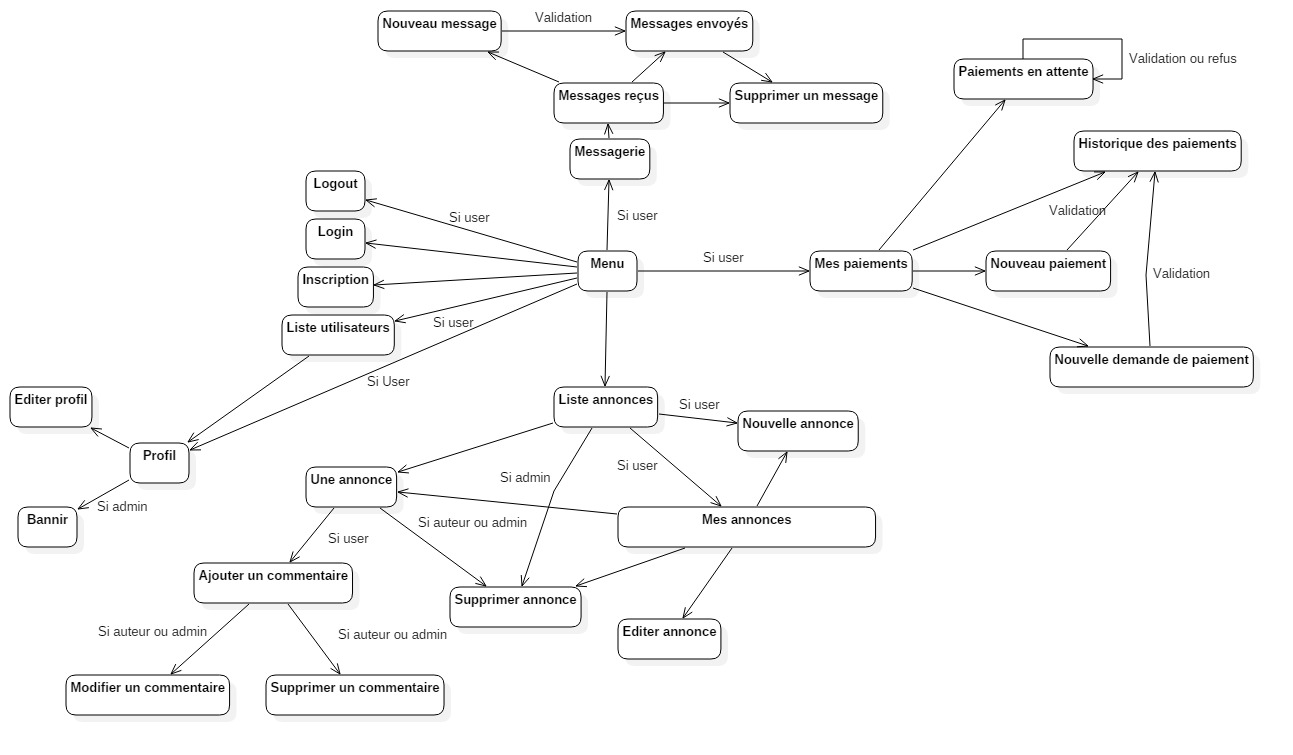 Nouveau message
Validation
Messages envoyés
Paiements en attente
Validation ou refus
Messages reçus
Supprimer un message
Messagerie
Historique des paiements
Logout
Si user
Si user
Validation
Login
Menu
Si user
Mes paiements
Nouveau paiement
Validation
Inscription
Liste utilisateurs
Si user
Nouvelle demande de paiement
Si User
Editer profil
Liste annonces
Si user
Nouvelle annonce
Profil
Si user
Une annonce
Si admin
Si admin
Bannir
Si auteur ou admin
Mes annonces
Si user
Ajouter un commentaire
Supprimer annonce
Si auteur ou admin
Si auteur ou admin
Editer annonce
Modifier un commentaire
Supprimer un commentaire